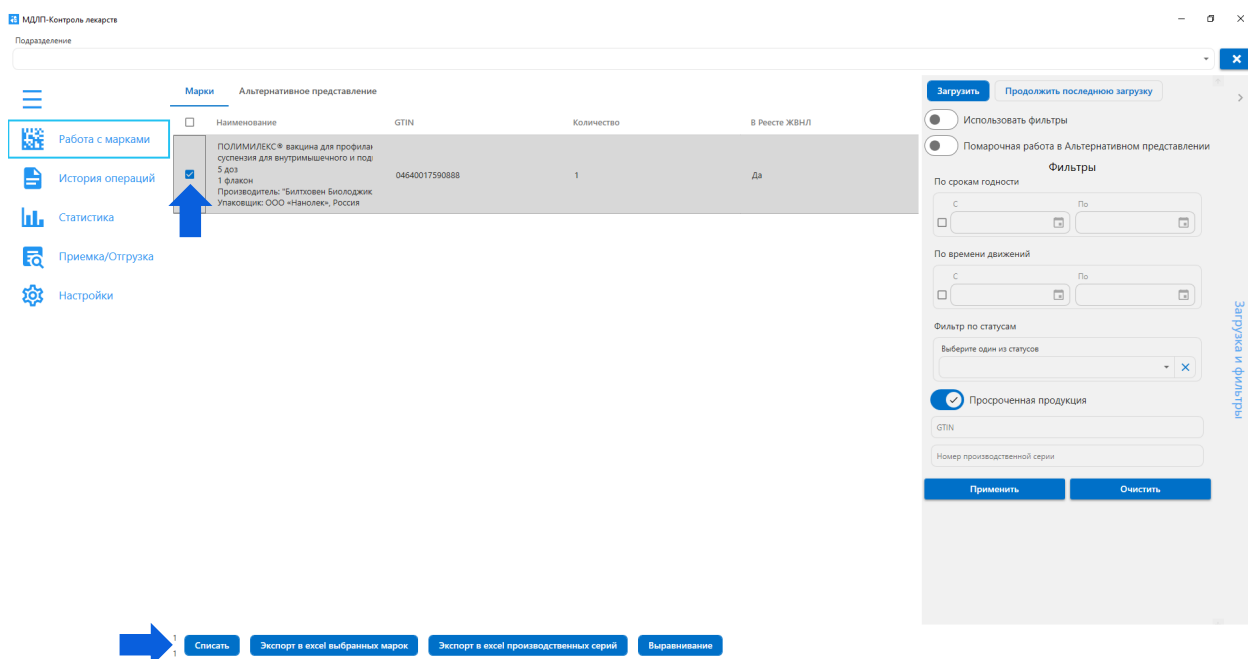 МДЛП-Контроль лекарств
Подразделение
Марки Альтернативное представление
Наименование GTIN Количество В Реесте ЖВНЛ
Работа с марками
История операций
Статистика
Приемка/Отгрузка
Настройки
ПОЛИМИЛЕКС® вакцина для профилак
суспензия для внутримышечного и под
5 доз
1 флакон
Производитель: "Билтховен Биолоджик
Упаковщик: ООО «Нанолек», Россия
04640017590888 1 Да
Загрузить Продолжить последнюю загрузку
Использовать фильтры
Помарочная работа в Альтернативном представлении
Фильтры
По срокам годности
С По
По времени движений
С По
Фильтр по статусам
Выберите один из статусов
Просроченная продукция
GTIN
Номер производственной серии
Применить Очистить
Загрузка и фильтры
1
1
Списать Экспорт в excel выбранных марок Экспорт в excel производственных серий Выравнивание